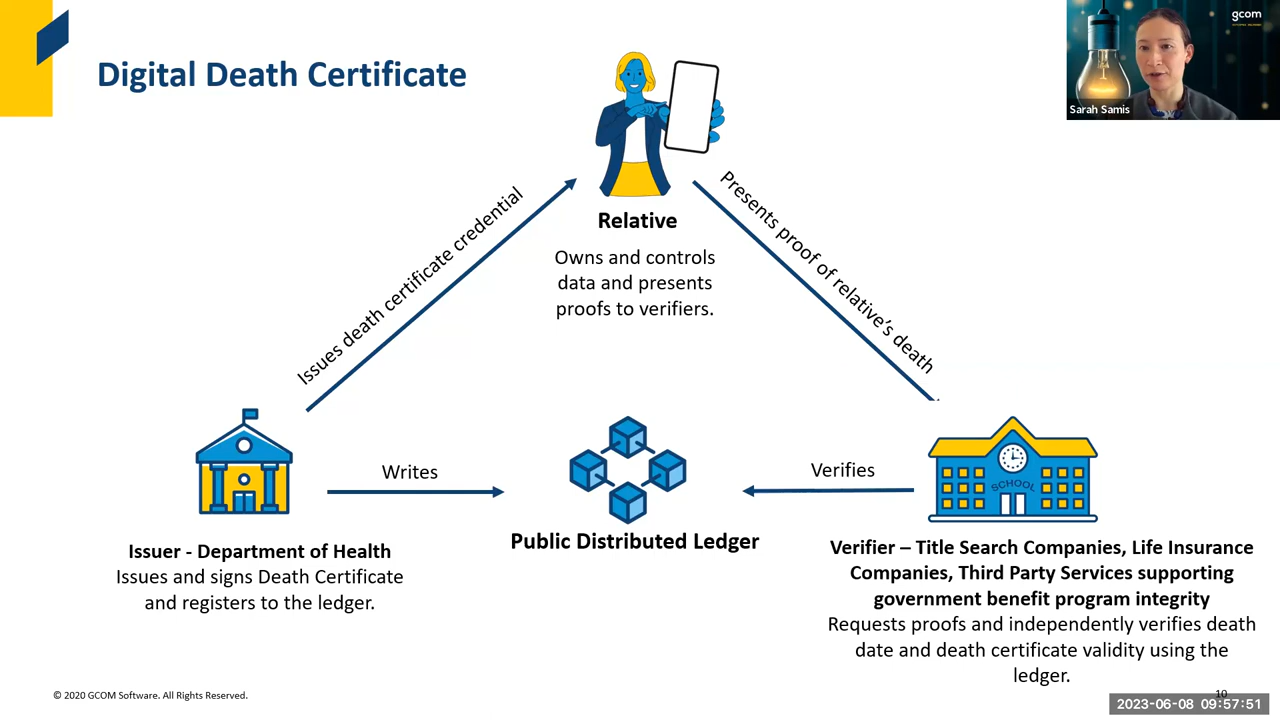 Digital Death Certificate
gcom
Sarah Samis
Issues death certificate credential
Presents proof of relative's death
Relative
Owns and controls
data and presents
proofs to verifiers.
Writes
Verifies
SCHOOL
Public Distributed Ledger
Issuer - Department of Health
Issues and signs Death Certificate
and registers to the ledger.
Verifier – Title Search Companies, Life Insurance
Companies, Third Party Services supporting
government benefit program integrity
Requests proofs and independently verifies death
date and death certificate validity using the
ledger.
© 2020 GCOM Software. All Rights Reserved.
10
2023-06-08 09:57:51